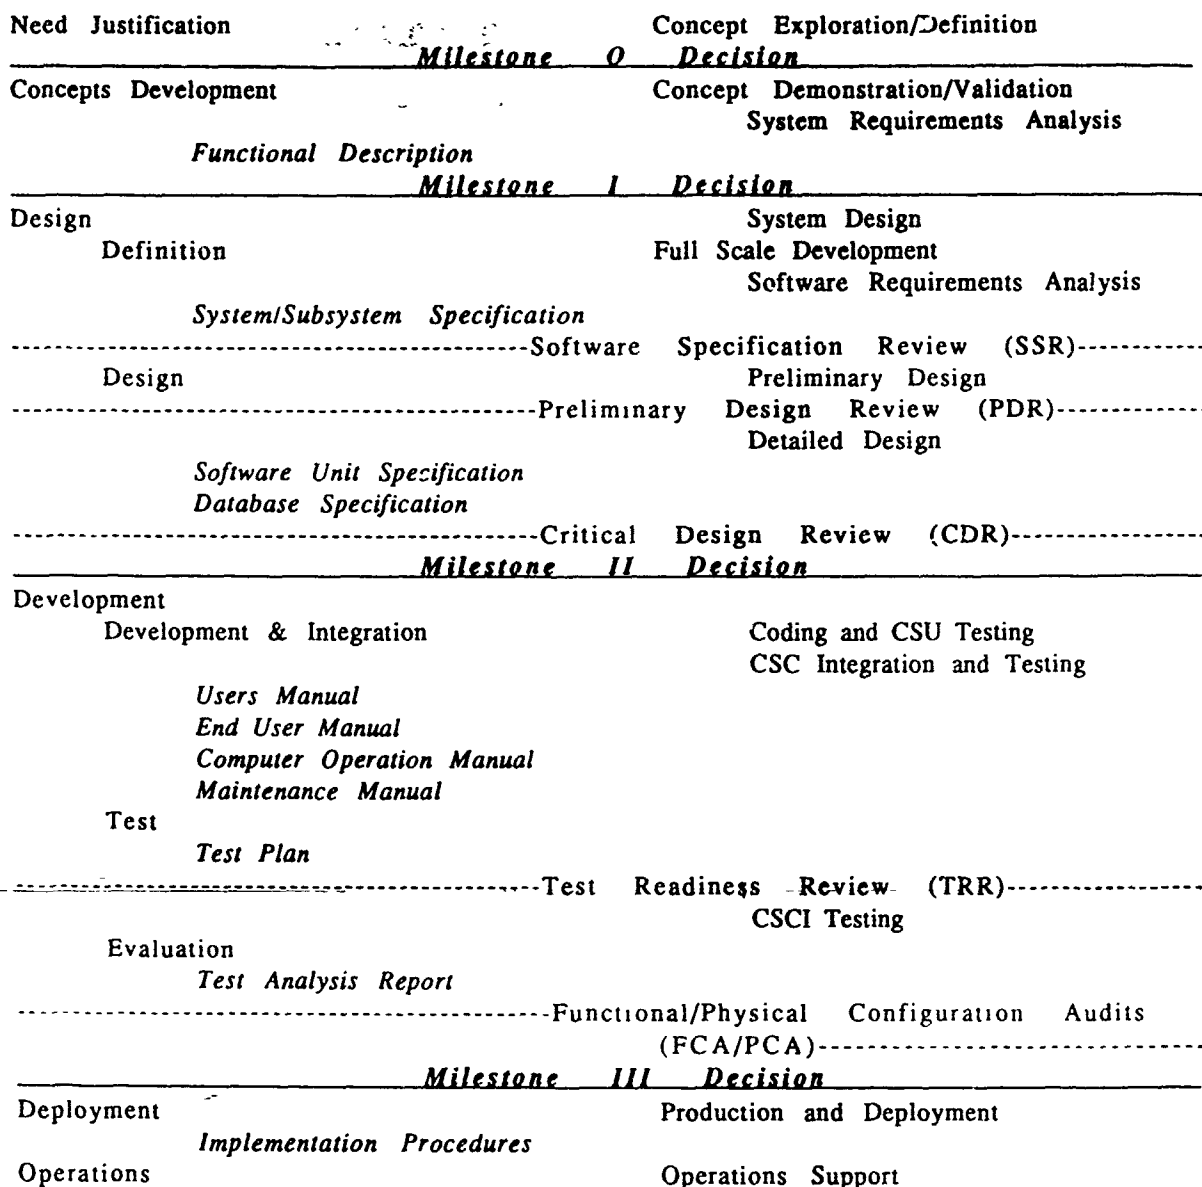 Need Justification Concept Exploration/Definition
Milestone O Decision
Concepts Development Concept Demonstration/Validation
System Requirements Analysis
Functional Description
Milestone I Decision
Design System Design
Definition Full Scale Development
Software Requirements Analysis
System/Subsystem Specification
Software Specification Review (SSR)
Design Preliminary Design
Preliminary Design Review (PDR)
Detailed Design
Software Unit Specification
Database Specification
Critical Design Review (CDR)
Milestone II Decision
Development
Development & Integration Coding and CSU Testing
CSC Integration and Testing
Users Manual
End User Manual
Computer Operation Manual
Maintenance Manual
Test
Test Plan
Test Readiness Review (TRR)
CSCI Testing
Evaluation
Test Analysis Report
Functional/Physical Configuration Audits
(FCA/PCA)
Milestone III Decision
Deployment Production and Deployment
Implementation Procedures
Operations Operations Support